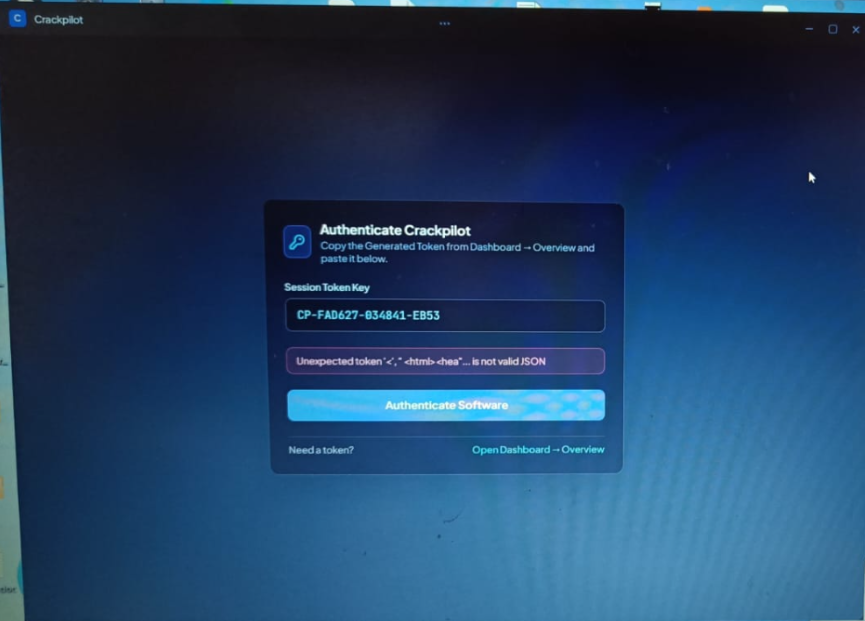 C Crackpilot
Authenticate Crackpilot
Copy the Generated Token from Dashboard → Overview and
paste it below.
Session Token Key
CP-FAD627-034841-EB53
Unexpected token '<', " <html> <hea"... is not valid JSON
Authenticate Software
Need a token? Open Dashboard → Overview